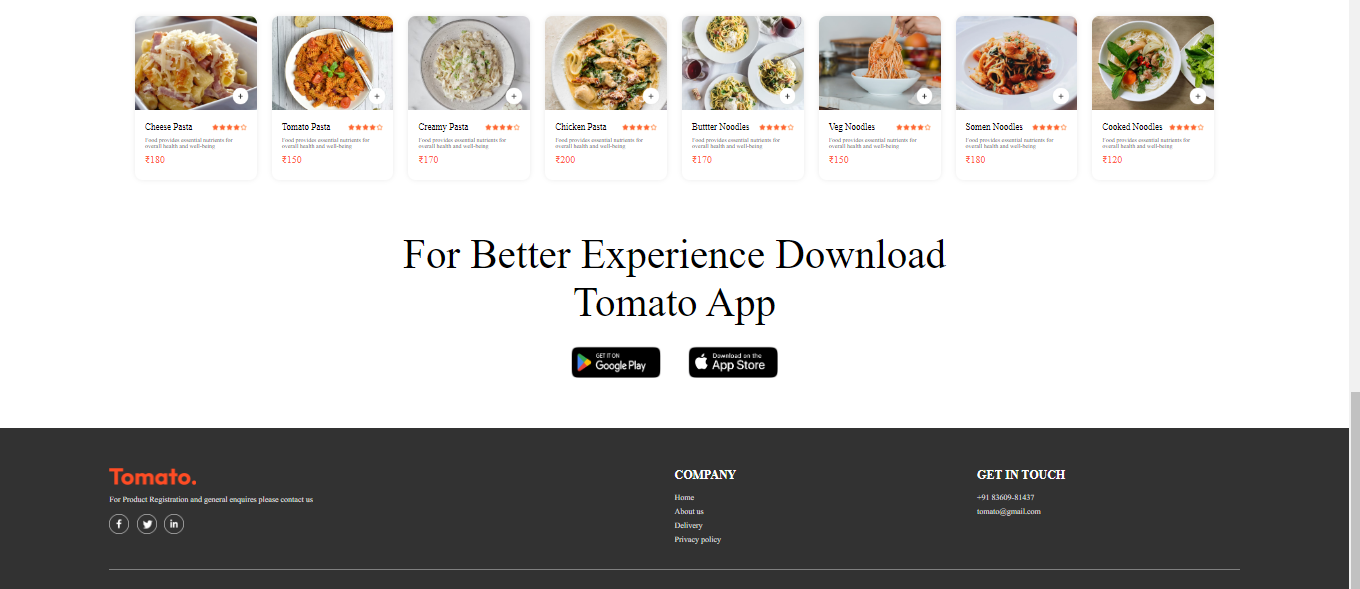 Cheese Pasta
Food provides essential nutrients for
overall health and well-being
₹180
Tomato Pasta
Food provides essential nutrients for
overall health and well-being
₹150
Creamy Pasta
Food provides essential nutrients for
overall health and well-being
₹170
Chicken Pasta
Food provides essential nutrients for
overall health and well-being
₹200
Buttter Noodles
Food provides essential nutrients for
overall health and well-being
₹170
Veg Noodles
Food provides essential nutrients for
overall health and well-being
₹150
Somen Noodles
Food provides essential nutrients for
overall health and well-being
₹180
Cooked Noodles
Food provides essential nutrients for
overall health and well-being
₹120
For Better Experience Download
Tomato App
GET IT ON
Google Play
Download on the
App Store
Tomato.
For Product Registration and general enquires please contact us
COMPANY
Home
About us
Delivery
Privacy policy
GET IN TOUCH
+91 83609-81437
tomato@gmail.com